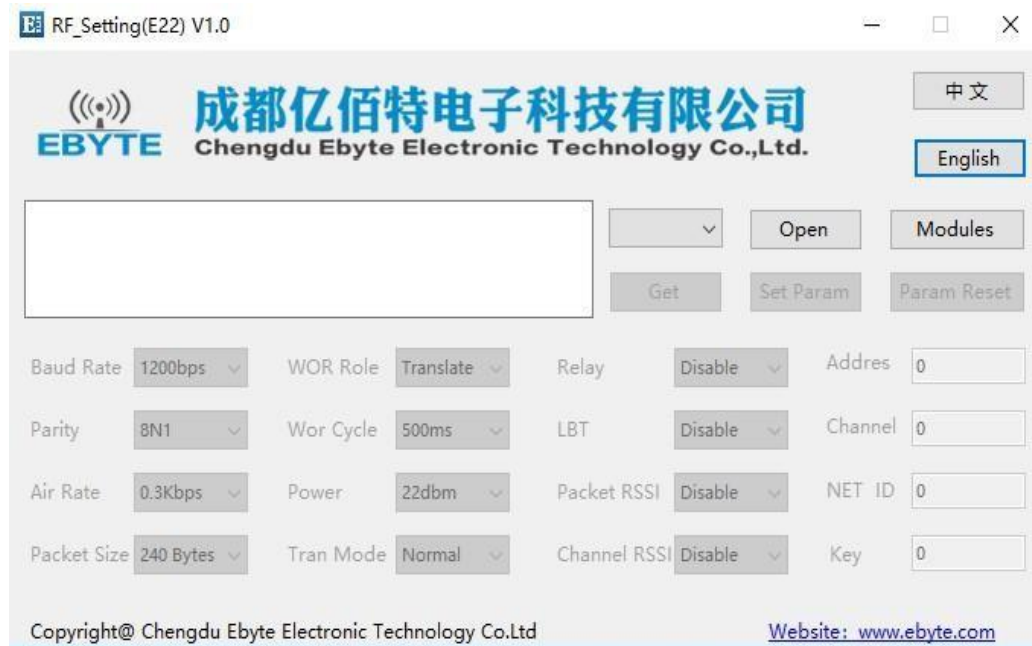 RF_Setting(E22) V1.0
中文
EBYTE 成都亿佰特电子科技有限公司
Chengdu Ebyte Electronic Technology Co.,Ltd.
English
Open Modules
Get Set Param Param Reset
Baud Rate 1200bps WOR Role Translate Relay Disable Addres 0
Parity 8N1 Wor Cycle 500ms LBT Disable Channel 0
Air Rate 0.3Kbps Power 22dbm Packet RSSI Disable NET ID 0
Packet Size 240 Bytes Tran Mode Normal Channel RSSI Disable Key 0
Copyright@ Chengdu Ebyte Electronic Technology Co.Ltd Website: www.ebyte.com